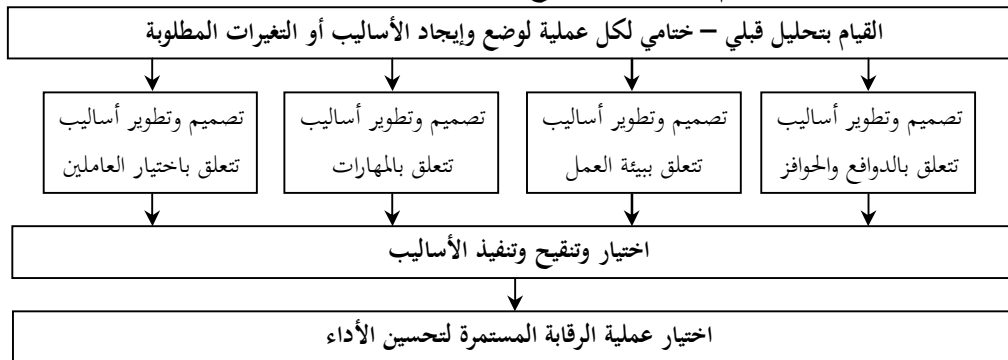 القيام بتحليل قبلي – ختامي لكل عملية لوضع وإيجاد الأساليب أو التغيرات المطلوبة
تصميم وتطوير أساليب
تتعلق بالدوافع والحوافز
تصميم وتطوير أساليب
تتعلق ببيئة العمل
تصميم وتطوير أساليب
تتعلق بالمهارات
تصميم وتطوير أساليب
تتعلق باختيار العاملين
اختيار وتنقيح وتنفيذ الأساليب
اختيار عملية الرقابة المستمرة لتحسين الأداء